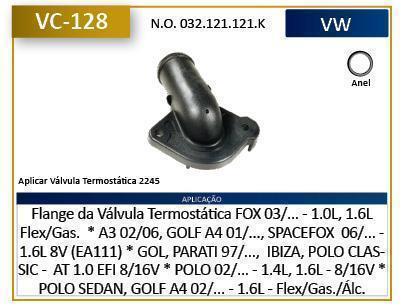 VC-128
N.O. 032.121.121.K
VW
Anel
Aplicar Válvula Termostática 2245
APLICAÇÃO
Flange da Válvula Termostática FOX 03/... - 1.0L, 1.6L
Flex/Gas.  * A3 02/06, GOLF A4 01/..., SPACEFOX  06/... -
1.6L 8V (EA111) * GOL, PARATI 97/...,  IBIZA, POLO CLAS-
SIC -  AT 1.0 EFI 8/16V * POLO 02/... - 1.4L, 1.6L - 8/16V *
POLO SEDAN, GOLF A4 02/... - 1.6L - Flex/Gas./Álc.